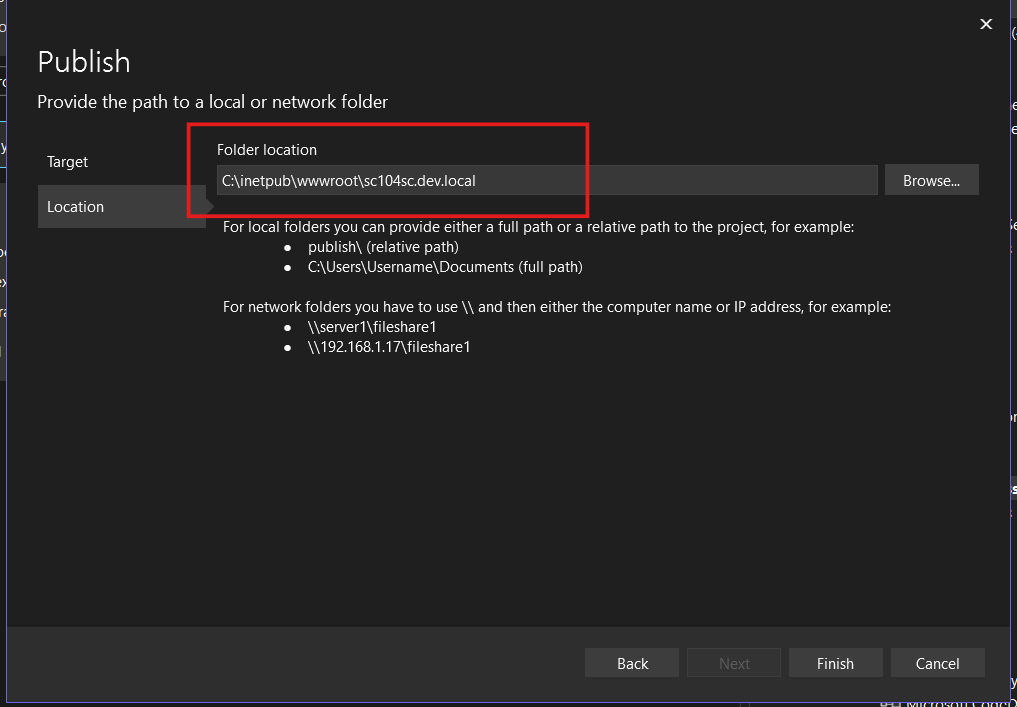 Publish
Provide the path to a local or network folder
Target
Location
Folder location
C:\inetpub\wwwroot\sc104sc.dev.local
Browse...
For local folders you can provide either a full path or a relative path to the project, for example:
● publish\ (relative path)
● C:\Users\Username\Documents (full path)
For network folders you have to use \\ and then either the computer name or IP address, for example:
● \\server1\fileshare1
● \\192.168.1.17\fileshare1
Back
Next
Finish
Cancel